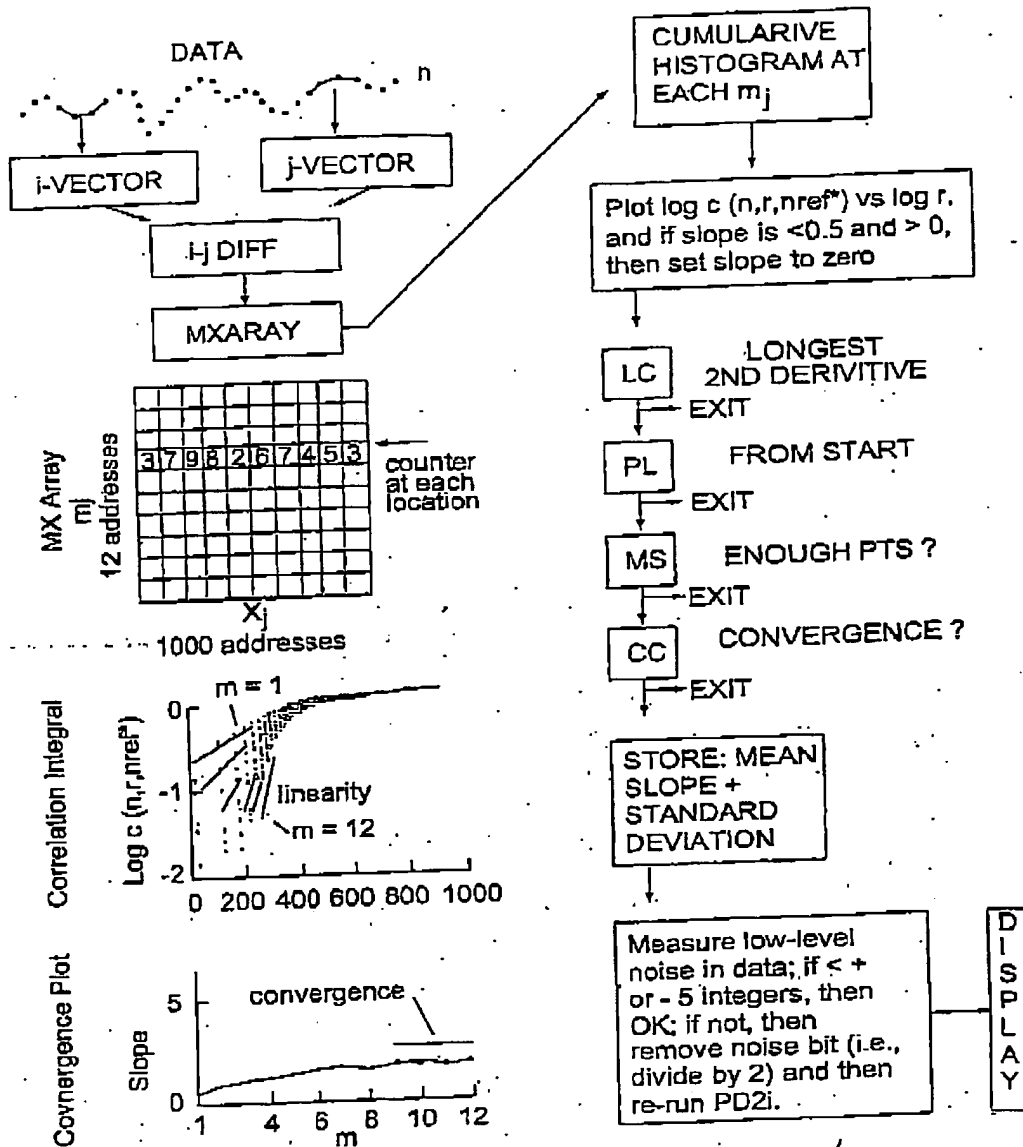 DATA
n
i-VECTOR
j-VECTOR
i-j DIFF
MXARAY
MX Array
mj
12 addresses
3 7 9 8 2 6 7 4 5 3
counter
at each
location
Xj
1000 addresses
Correlation Integral
Log c (n,r,nref*)
m = 1
0
-1
-2
linearity
m = 12
0 200 400 600 800 1000
Covnergence Plot
Slope
5
0
convergence
1 4 6 8 10 12
m
CUMULARIVE
HISTOGRAM AT
EACH mj
Plot log c (n,r,nref*) vs log r,
and if slope is <0.5 and > 0,
then set slope to zero
LC
LONGEST
2ND DERIVITIVE
EXIT
PL
FROM START
EXIT
MS
ENOUGH PTS ?
EXIT
CC
CONVERGENCE ?
EXIT
STORE: MEAN
SLOPE +
STANDARD
DEVIATION
Measure low-level
noise in data; if < +
or - 5 integers, then
OK; if not, then
remove noise bit (i.e.,
divide by 2) and then
re-run PD2i.
DISPLAY